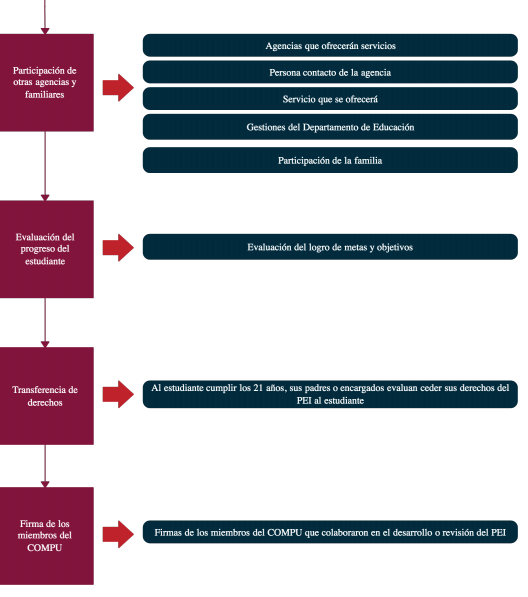 Participación de
otras agencias y
familiares
Agencias que ofrecerán servicios
Persona contacto de la agencia
Servicio que se ofrecerá
Gestiones del Departamento de Educación
Participación de la familia
Evaluación del
progreso del
estudiante
Evaluación del logro de metas y objetivos
Transferencia de
derechos
Al estudiante cumplir los 21 años, sus padres o encargados evaluan ceder sus derechos del
PEI al estudiante
Firma de los
miembros del
COMPU
Firmas de los miembros del COMPU que colaboraron en el desarrollo o revisión del PEI